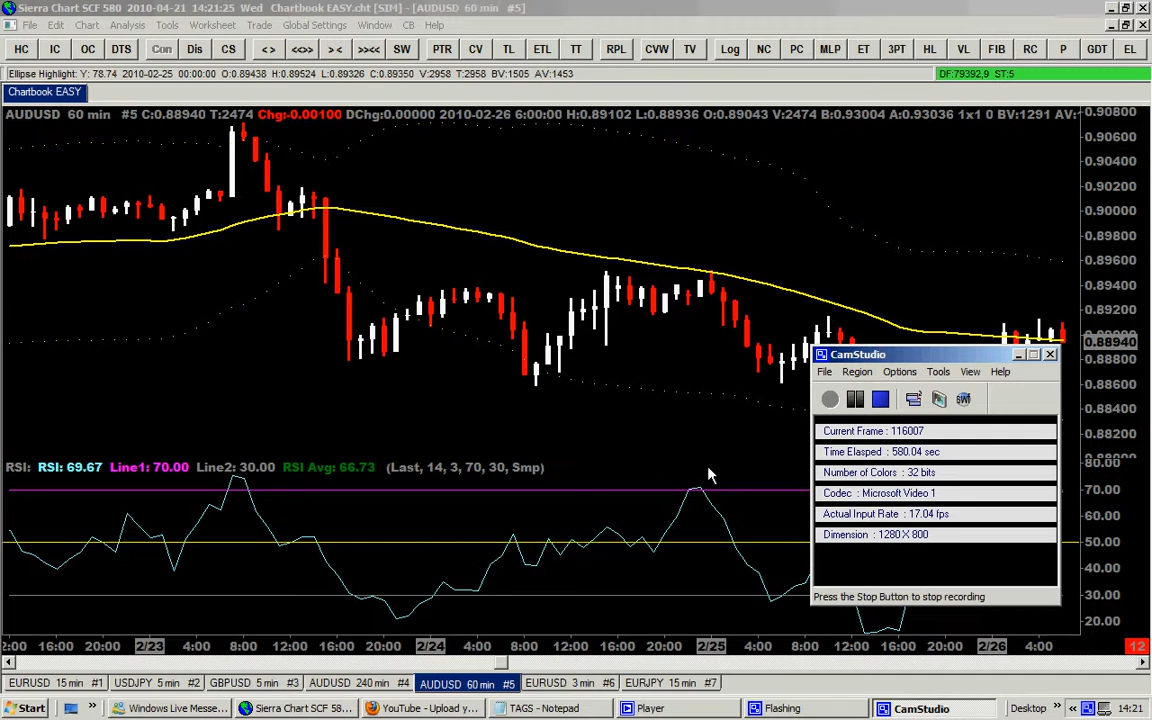 Sierra Chart SCF 580 2010-04-21 14:21:25 Wed Chartbook EASY.cht [SIM] [AUDUSD 60 min #5]
File Edit Chart Analysis Tools Worksheet Trade Global Settings Window CB Help
HC IC OC DTS Con Dis CS < > <<>> > < >><< SW PTR CV TL ETL TT RPL CVW TV Log NC PC MLP ET 3PT HL VL FIB RC P GDT EL
Ellipse Highlight: Y: 78.74 2010-02-25 00:00:00 O:0.89438 H:0.89524 L:0.89326 C:0.89350 V:2958 T:2958 BV:1505 AV:1453 DF:79392,9 ST:5
Chartbook EASY
AUDUSD 60 min #5 C:0.88940 T:2474 Chg:-0.00100 DChg:0.00000 2010-02-26 6:00:00 H:0.89102 L:0.88936 O:0.89043 V:2474 B:0.93004 A:0.93036 1x1 0 BV:1291 AV:
0.90800
0.90600
0.90400
0.90200
0.90000
0.89800
0.89600
0.89400
0.89200
0.88940
0.88800
0.88600
0.88400
0.88200
CamStudio
File Region Options Tools View Help
Current Frame : 116007
Time Elasped : 580.04 sec
Number of Colors : 32 bits
Codec : Microsoft Video 1
Actual Input Rate : 17.04 fps
Dimension : 1280 X 800
Press the Stop Button to stop recording
RSI: RSI: 69.67 Line1: 70.00 Line2: 30.00 RSI Avg: 66.73 (Last, 14, 3, 70, 30, Smp)
80.00
70.00
60.00
50.00
40.00
30.00
20.00
2:00 16:00 20:00 2/23 4:00 8:00 12:00 16:00 20:00 2/24 4:00 8:00 12:00 16:00 20:00 2/25 4:00 8:00 12:00 16:00 20:00 2/26 4:00 12
EURUSD 15 min #1 USDJPY 5 min #2 GBPUSD 5 min #3 AUDUSD 240 min #4 AUDUSD 60 min #5 EURUSD 3 min #6 EURJPY 15 min #7
Start » Windows Live Messe... Sierra Chart SCF 58... YouTube - Upload y... TAGS - Notepad Player Flashing CamStudio Desktop » « 14:21